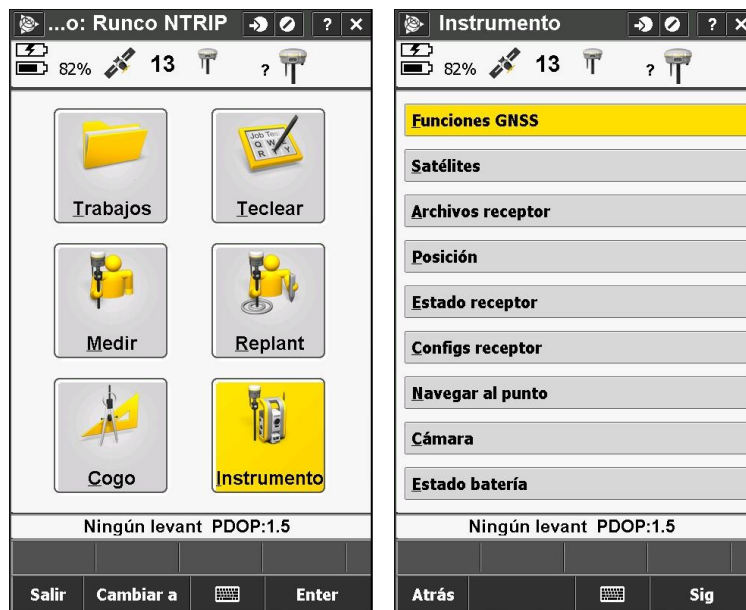 ...o: Runco NTRIP ? ×
82% 13 ?
Job Te
Q W E
R T Y
Trabajos Teclear
Medir Replant
Cogo Instrumento
Ningún levant PDOP:1.5
Salir Cambiar a Enter
Instrumento ? ×
82% 13 ?
Funciones GNSS
Satélites
Archivos receptor
Posición
Estado receptor
Configs receptor
Navegar al punto
Cámara
Estado batería
Ningún levant PDOP:1.5
Atrás Sig